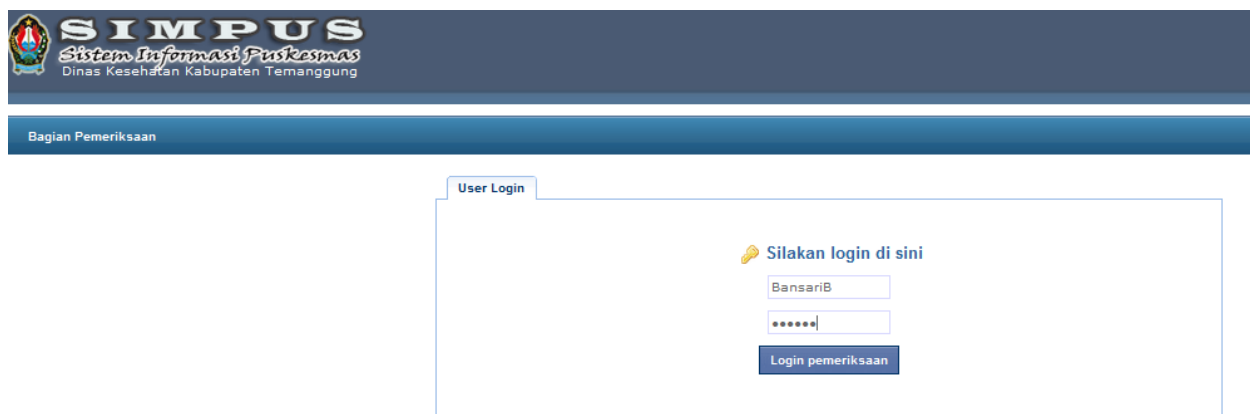 SIMPUS
Sistem Informasi Puskesmas
Dinas Kesehatan Kabupaten Temanggung
Bagian Pemeriksaan
User Login
Silakan login di sini
BansariB
••••••
Login pemeriksaan